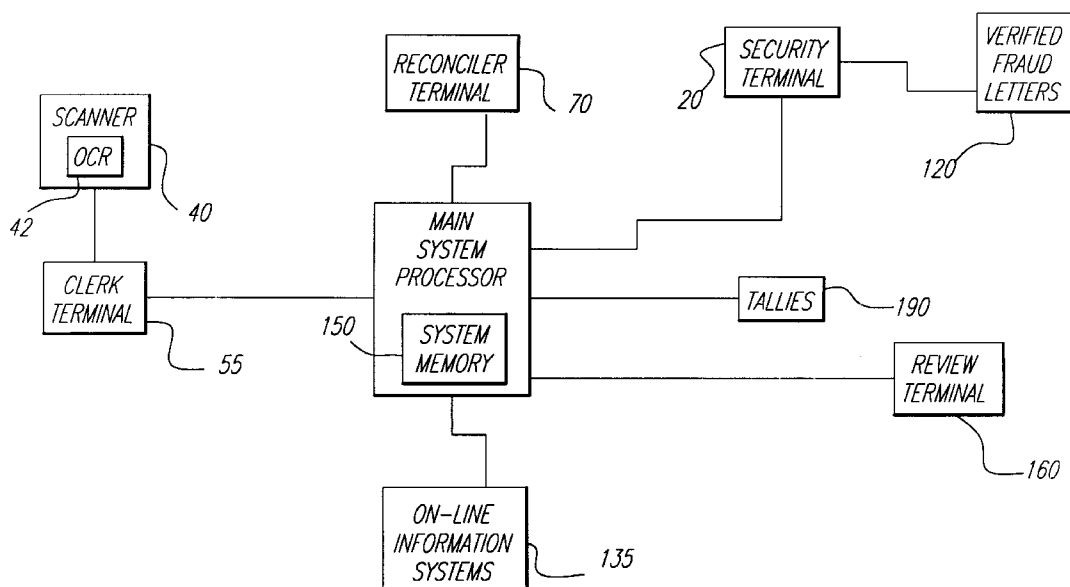 SCANNER
OCR
42
40
CLERK
TERMINAL
55
RECONCILER
TERMINAL
70
MAIN
SYSTEM
PROCESSOR
150
SYSTEM
MEMORY
ON-LINE
INFORMATION
SYSTEMS
135
20
SECURITY
TERMINAL
VERIFIED
FRAUD
LETTERS
120
TALLIES
190
REVIEW
TERMINAL
160